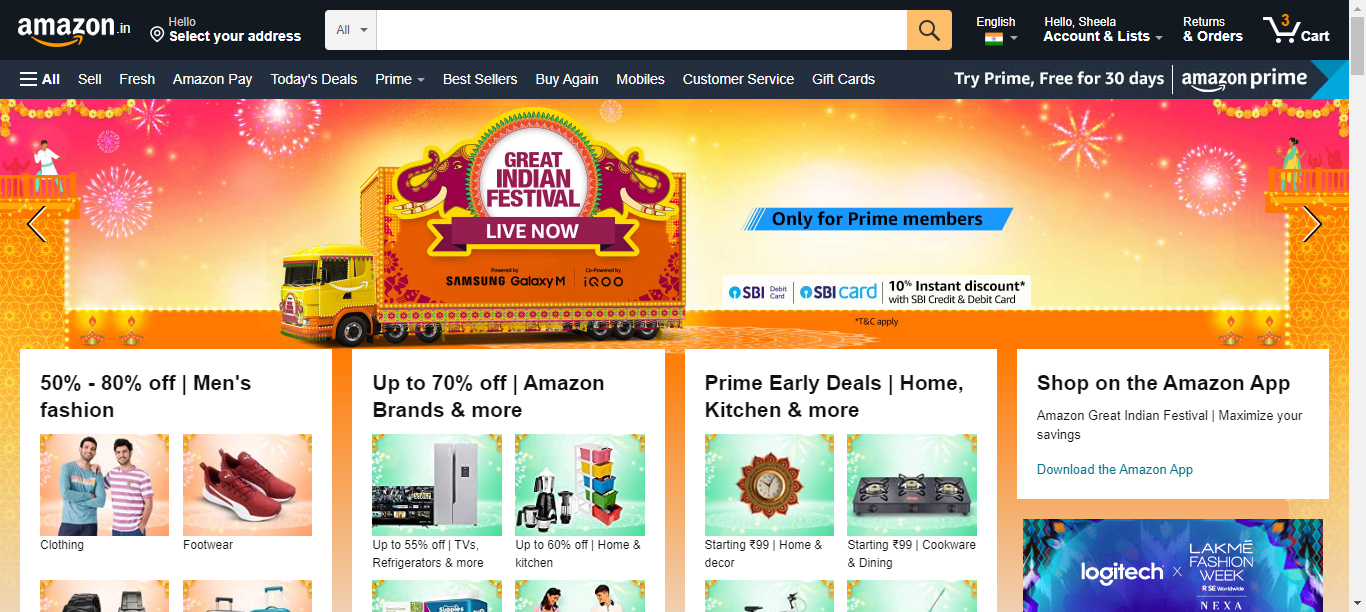 amazon.in
Hello
Select your address
All
English
Hello, Sheela
Account & Lists
Returns
& Orders
3
Cart
All
Sell
Fresh
Amazon Pay
Today's Deals
Prime
Best Sellers
Buy Again
Mobiles
Customer Service
Gift Cards
Try Prime, Free for 30 days
amazon prime
GREAT
INDIAN
FESTIVAL
LIVE NOW
Powered by
SAMSUNG Galaxy M
Co-Powered by
iQOO
Only for Prime members
SBI Debit Card
SBI card
10% Instant discount*
with SBI Credit & Debit Card
*T&C apply
50% - 80% off | Men's
fashion
Clothing
Footwear
Up to 70% off | Amazon
Brands & more
Up to 55% off | TVs,
Refrigerators & more
Up to 60% off | Home &
kitchen
Prime Early Deals | Home,
Kitchen & more
Starting ₹99 | Home &
decor
Starting ₹99 | Cookware
& Dining
Shop on the Amazon App
Amazon Great Indian Festival | Maximize your
savings
Download the Amazon App
logitech X
LAKMÉ
FASHION
WEEK
R|SE Worldwide
NEXA